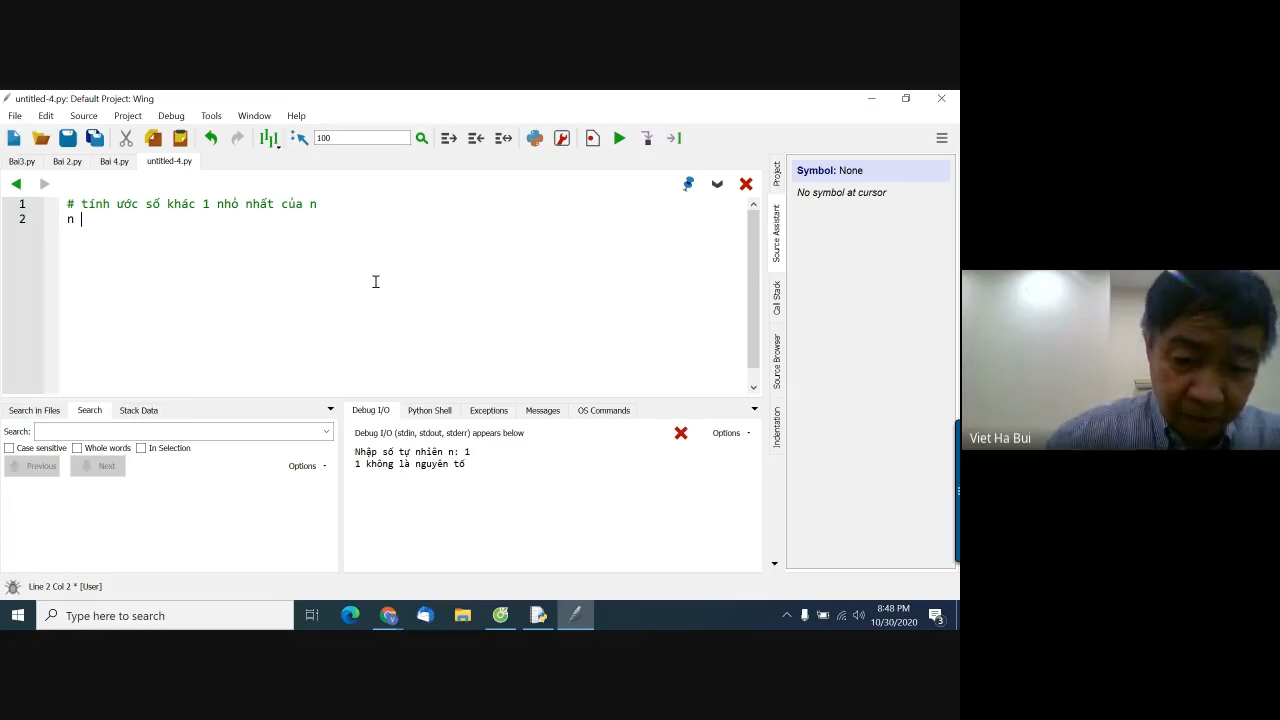 untitled-4.py: Default Project: Wing
File Edit Source Project Debug Tools Window Help
100
Bai3.py Bai 2.py Bai 4.py untitled-4.py
1 # tính ước số khác 1 nhỏ nhất của n
2 n
Symbol: None
No symbol at cursor
Project
Source Assistant
Call Stack
Source Browser
Indentation
Search in Files Search Stack Data
Search:
Case sensitive Whole words In Selection
Previous Next Options
Debug I/O Python Shell Exceptions Messages OS Commands
Debug I/O (stdin, stdout, stderr) appears below Options
Nhập số tự nhiên n: 1
1 không là nguyên tố
Viet Ha Bui
Line 2 Col 2 * [User]
Type here to search
8:48 PM
10/30/2020
3